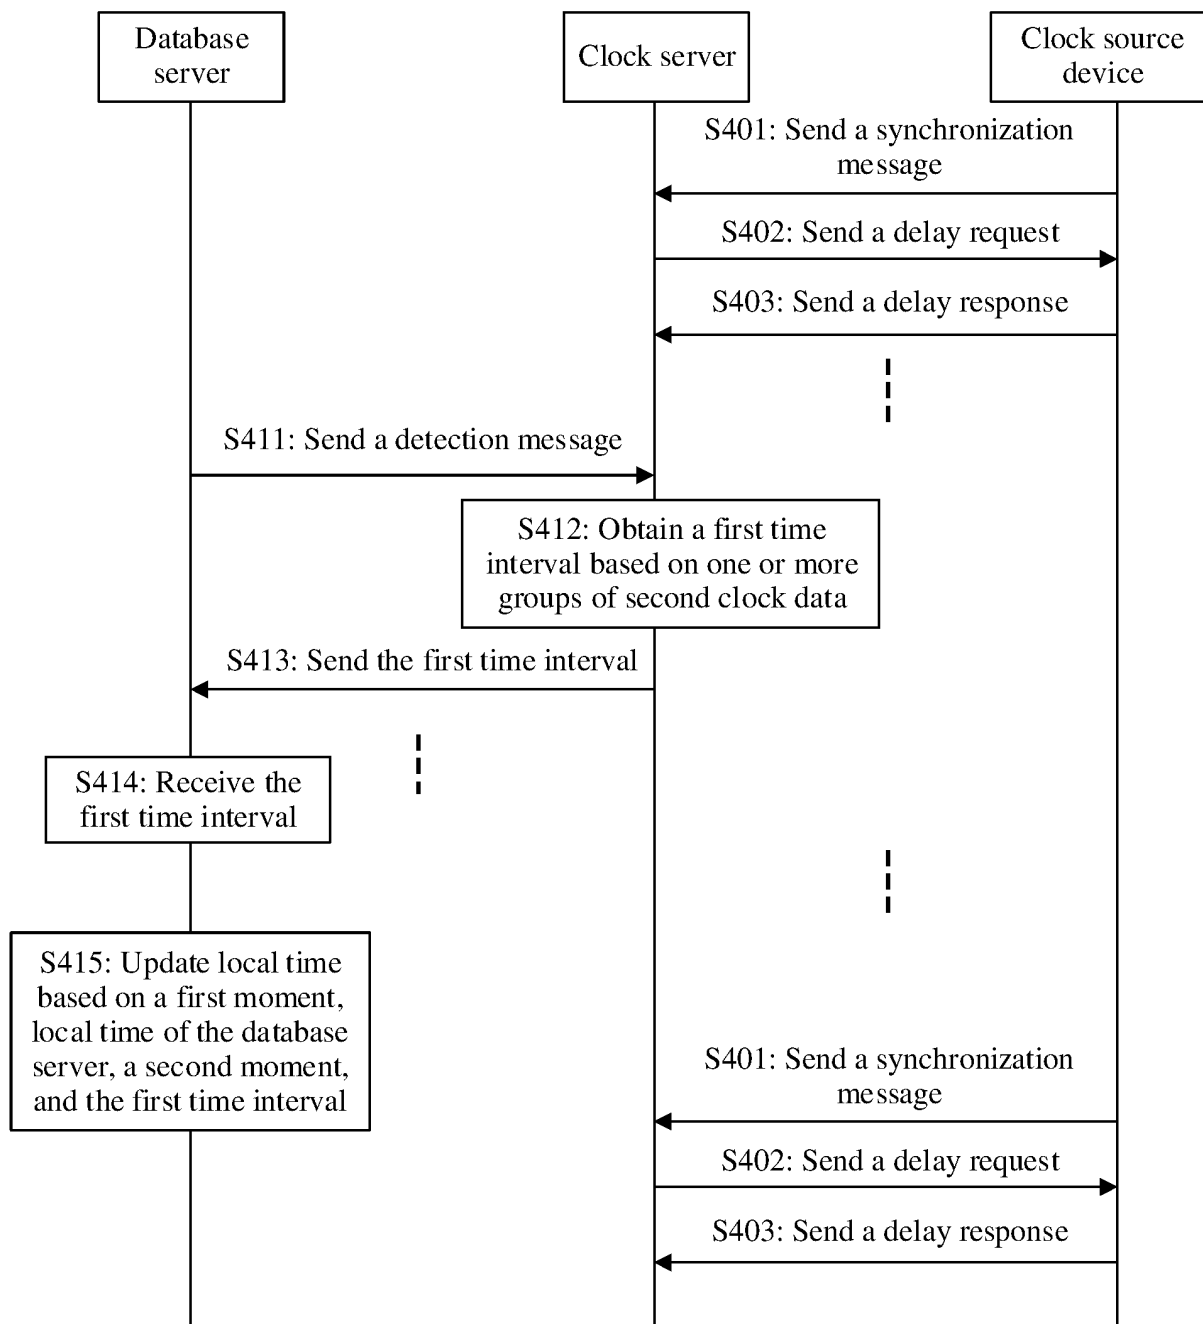 Database
server
Clock server
Clock source
device
S401: Send a synchronization
message
S402: Send a delay request
S403: Send a delay response
S411: Send a detection message
S412: Obtain a first time
interval based on one or more
groups of second clock data
S413: Send the first time interval
S414: Receive the
first time interval
S415: Update local time
based on a first moment,
local time of the database
server, a second moment,
and the first time interval
S401: Send a synchronization
message
S402: Send a delay request
S403: Send a delay response